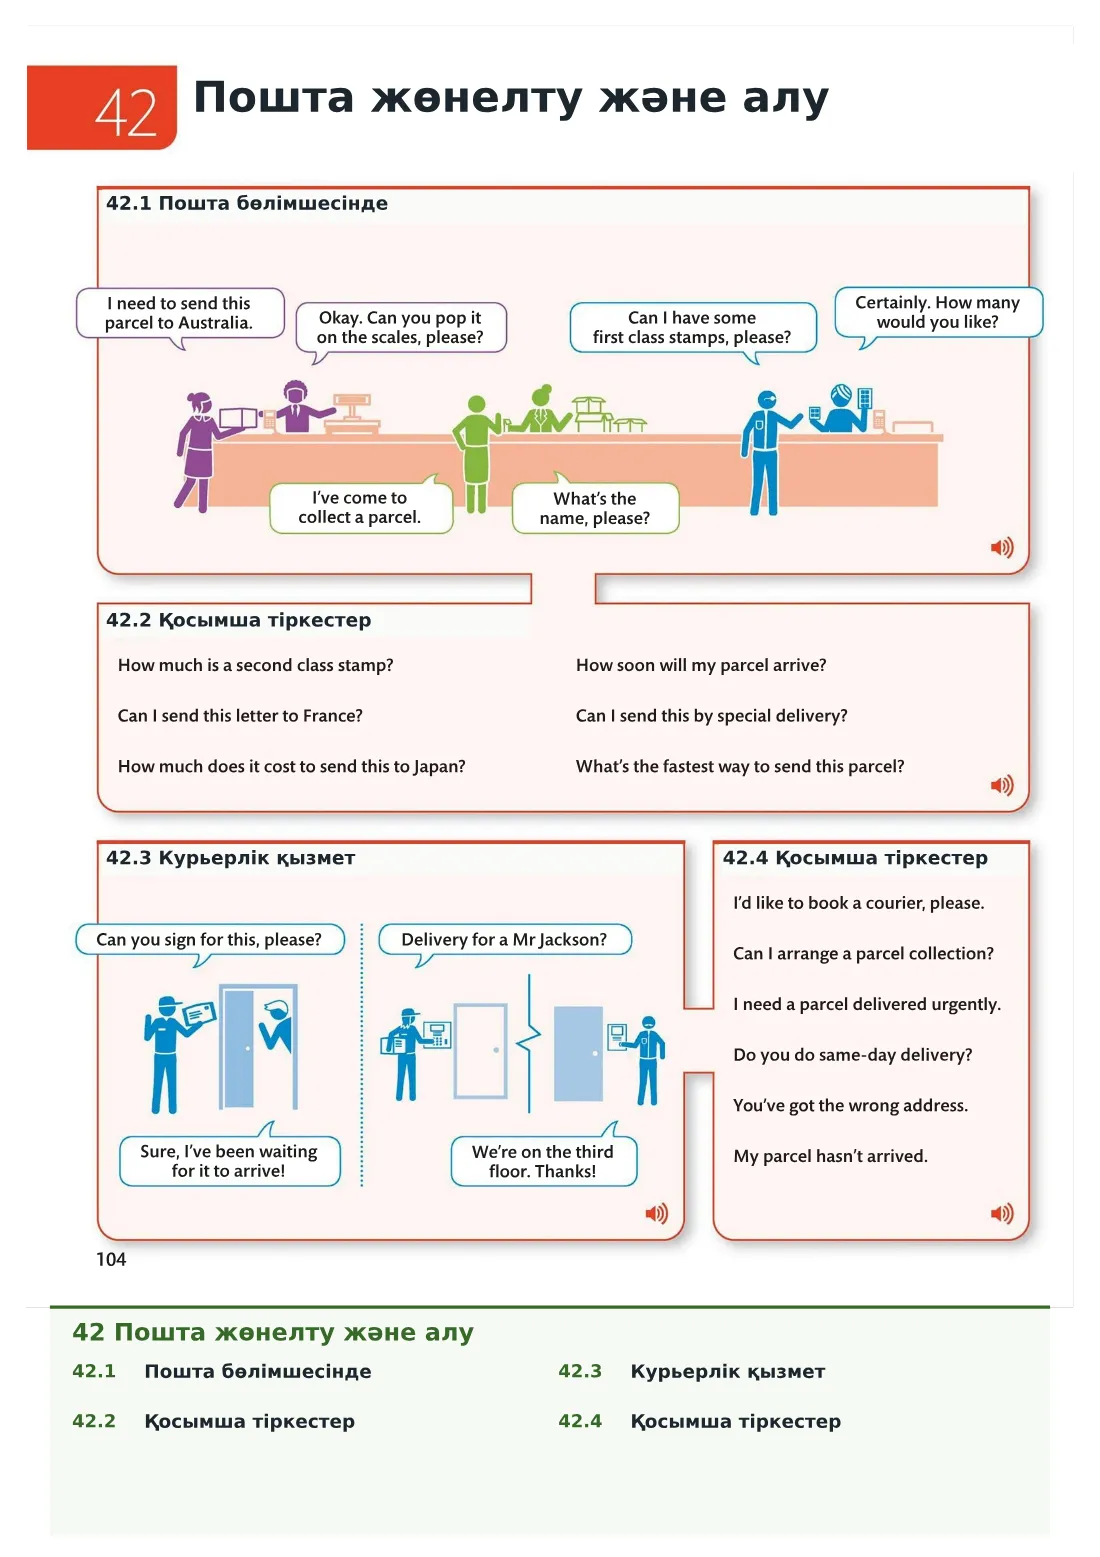 42
Пошта жөнелту және алу
42.1 Пошта бөлімшесінде
I need to send this
parcel to Australia.
Okay. Can you pop it
on the scales, please?
Can I have some
first class stamps, please?
Certainly. How many
would you like?
I've come to
collect a parcel.
What's the
name, please?
42.2 Қосымша тіркестер
How much is a second class stamp?
Can I send this letter to France?
How much does it cost to send this to Japan?
How soon will my parcel arrive?
Can I send this by special delivery?
What's the fastest way to send this parcel?
42.3 Курьерлік қызмет
Can you sign for this, please?
Sure, I've been waiting
for it to arrive!
Delivery for a Mr Jackson?
We're on the third
floor. Thanks!
42.4 Қосымша тіркестер
I'd like to book a courier, please.
Can I arrange a parcel collection?
I need a parcel delivered urgently.
Do you do same-day delivery?
You've got the wrong address.
My parcel hasn't arrived.
104
42 Пошта жөнелту және алу
42.1 Пошта бөлімшесінде
42.2 Қосымша тіркестер
42.3 Курьерлік қызмет
42.4 Қосымша тіркестер